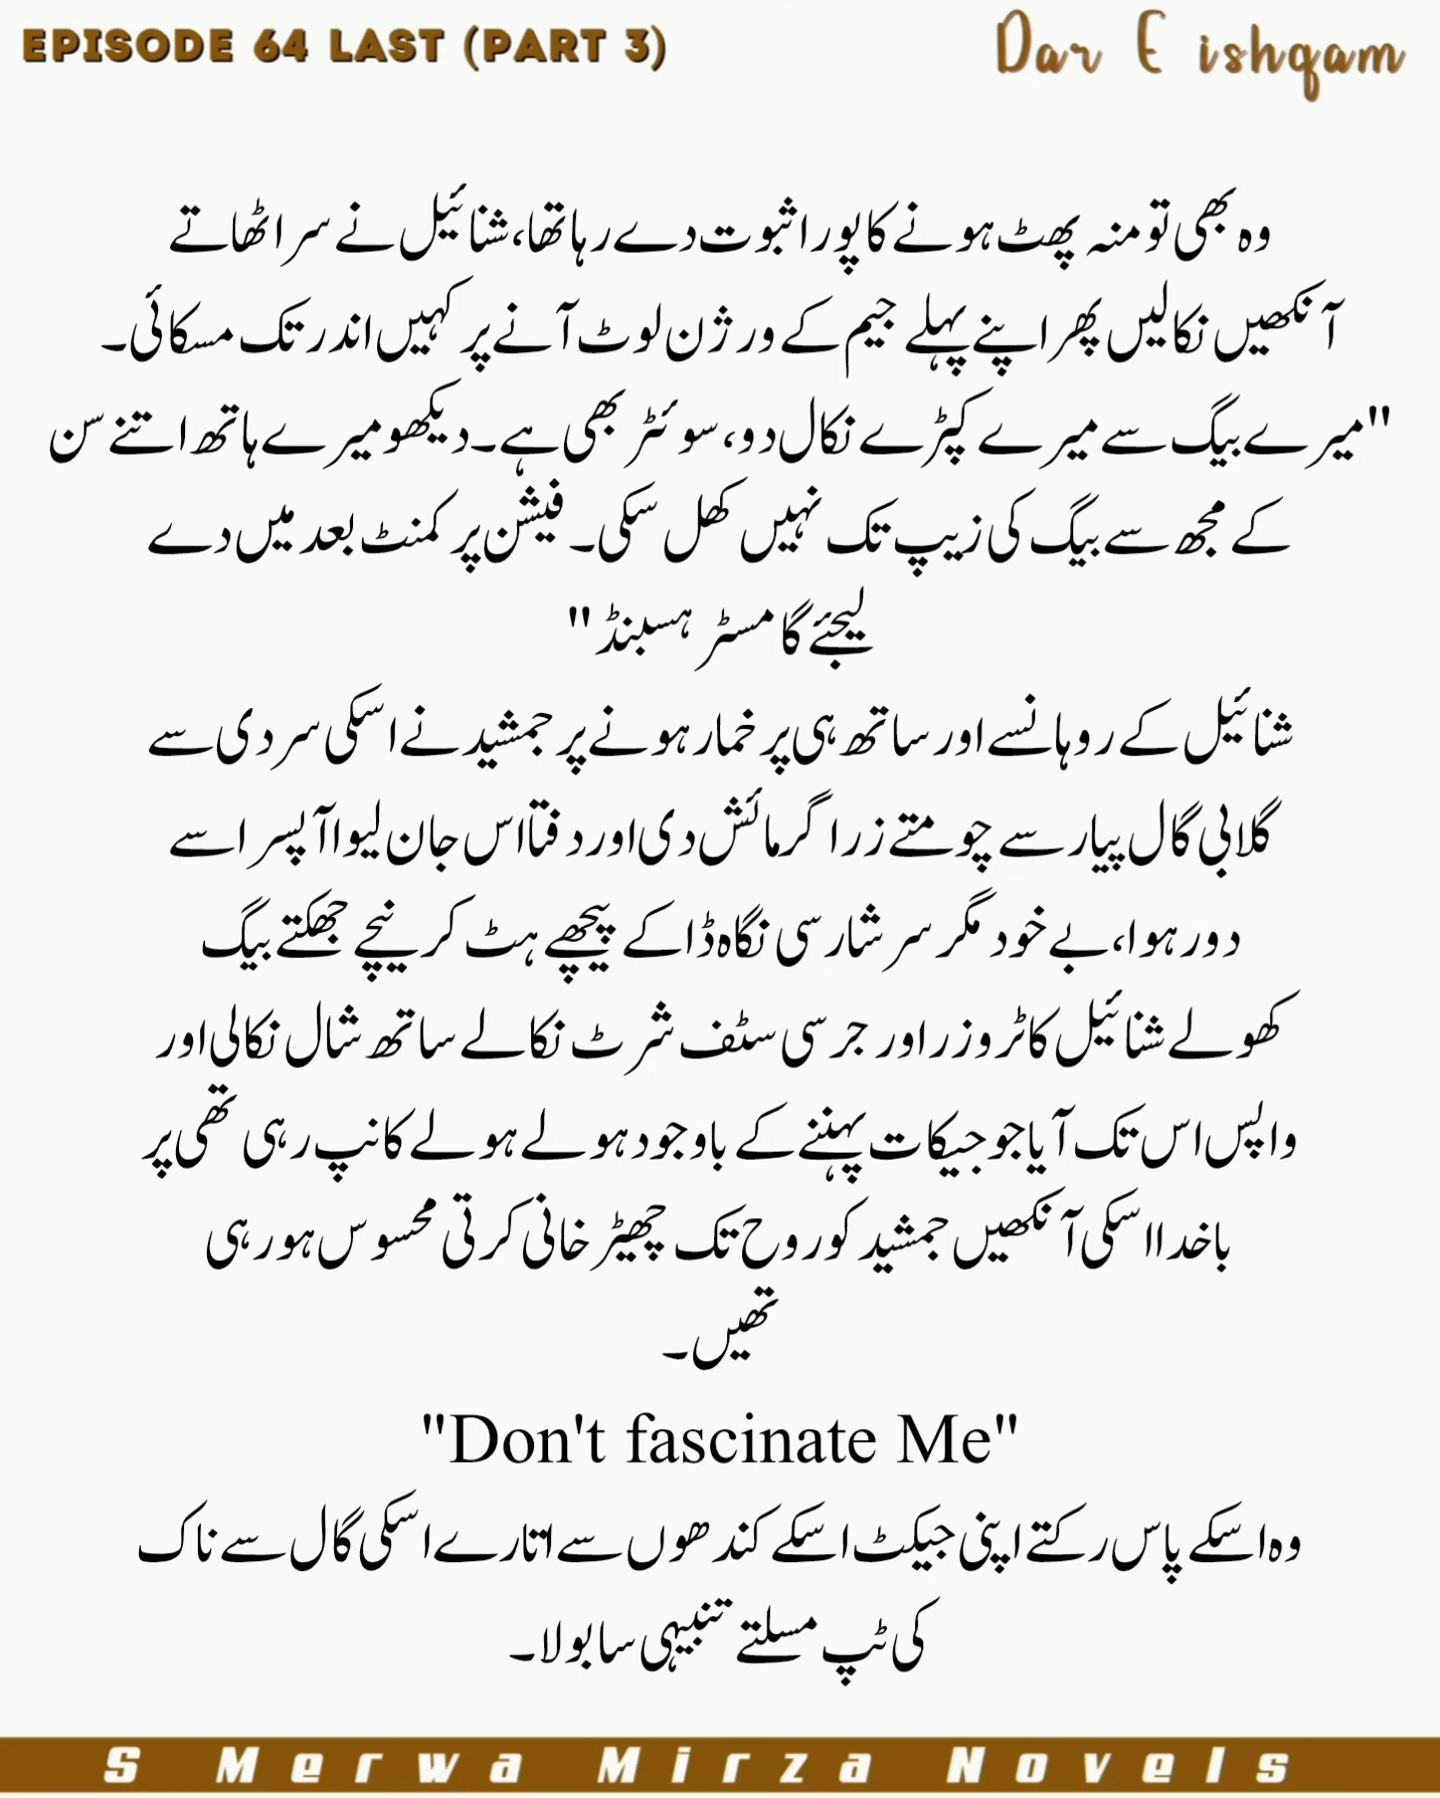 EPISODE 64 LAST (PART 3)
Dar E ishqam
وہ بھی تو منہ پھٹ ہونے کا پورا ثبوت دے رہا تھا، شنائیل نے سر اٹھاتے
آنکھیں نکالیں پھر اپنے پہلے جیم کے ورژن لوٹ آنے پر کہیں اندر تک مسکائی۔
"میرے بیگ سے میرے کپڑے نکال دو، سوئٹر بھی ہے۔ دیکھو میرے ہاتھ اتنے سن
کے مجھ سے بیگ کی زیپ تک نہیں کھل سکی۔ فیشن پر کمنٹ بعد میں دے
لیجئے گا مسٹر ہسبنڈ"
شنائیل کے روہانسے اور ساتھ ہی پر خمار ہونے پر جمشید نے اسکی سردی سے
گلابی گال پیار سے چومتے زرا گرمائش دی اور دفتا اس جان لیوا آپسر اسے
دور ہوا، بے خود مگر سرشار سی نگاہ ڈاکے پیچھے ہٹ کر نیچے جھکتے بیگ
کھولے شنائیل کا ٹروزر اور جرسی سٹف شرٹ نکالے ساتھ شال نکالی اور
واپس اس تک آیا جو جیکات پہننے کے باوجود ہولے ہولے کانپ رہی تھی پر
باخدا اسکی آنکھیں جمشید کو روح تک چھیڑ خانی کرتی محسوس ہو رہی
تھیں۔
"Don't fascinate Me"
وہ اسکے پاس رکتے اپنی جیکٹ اسکے کندھوں سے اتارے اسکی گال سے ناک
کی ٹپ مسلتے تنبیہی سا بولا۔
S Merwa Mirza Novels